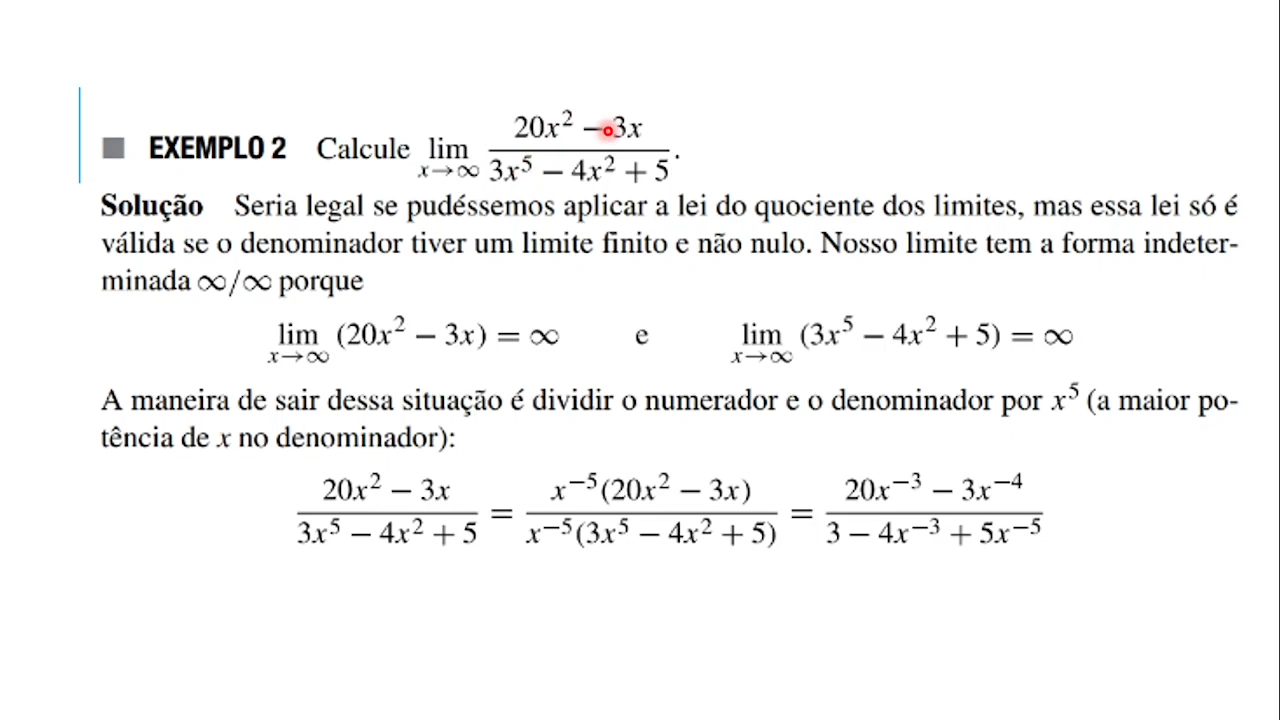 EXEMPLO 2 Calcule lim x→∞ (20x² − 3x)/(3x⁵ − 4x² + 5).
Solução Seria legal se pudéssemos aplicar a lei do quociente dos limites, mas essa lei só é
válida se o denominador tiver um limite finito e não nulo. Nosso limite tem a forma indeter-
minada ∞/∞ porque
lim x→∞ (20x² − 3x) = ∞ e lim x→∞ (3x⁵ − 4x² + 5) = ∞
A maneira de sair dessa situação é dividir o numerador e o denominador por x⁵ (a maior po-
tência de x no denominador):
(20x² − 3x)/(3x⁵ − 4x² + 5) = (x⁻⁵(20x² − 3x))/(x⁻⁵(3x⁵ − 4x² + 5)) = (20x⁻³ − 3x⁻⁴)/(3 − 4x⁻³ + 5x⁻⁵)